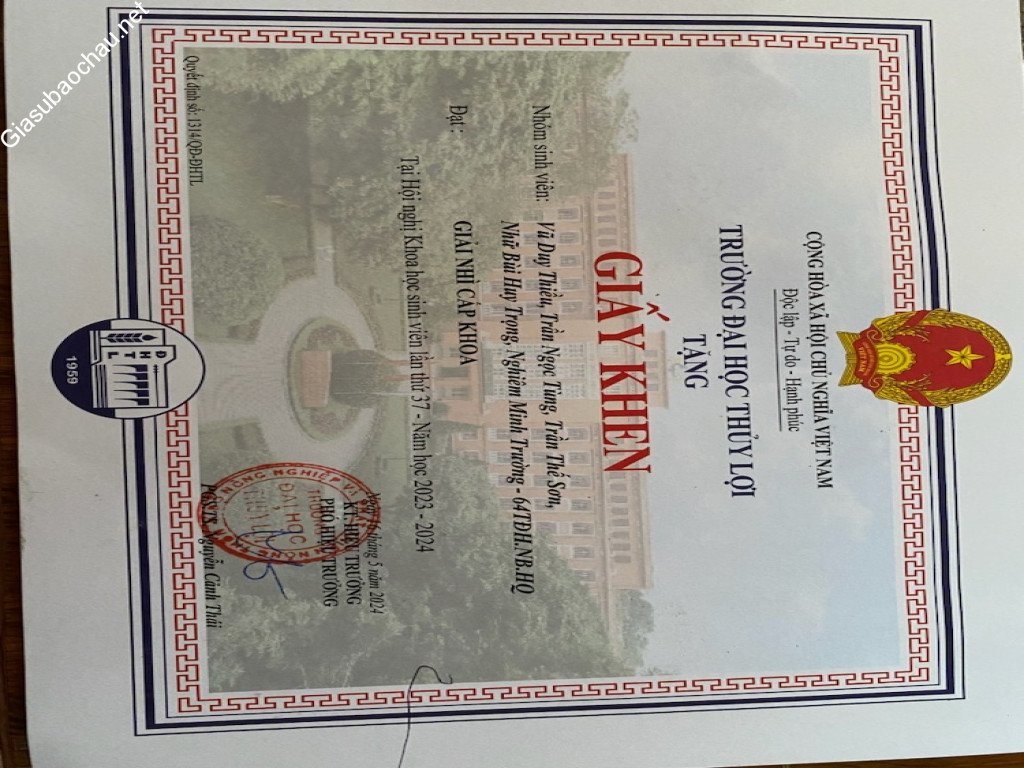 CỘNG HÒA XÃ HỘI CHỦ NGHĨA VIỆT NAM
Độc lập - Tự do - Hạnh phúc
TRƯỜNG ĐẠI HỌC THỦY LỢI
TẶNG
GIẤY KHEN
Nhóm sinh viên: Vũ Duy Thiều, Trần Ngọc Tùng, Trần Thế Sơn,
Nhữ Bùi Huy Trọng, Nghiêm Minh Trường - 64TĐH.NB.HQ
Đạt : GIẢI NHÌ CẤP KHOA
Tại Hội nghị Khoa học sinh viên lần thứ 37 - Năm học 2023 - 2024
tháng 5 năm 2024
KT. HIỆU TRƯỞNG
PHÓ HIỆU TRƯỞNG
ĐẠI HỌC
Nguyễn Cảnh Thái
Quyết định số: 1314/QĐ-ĐHTL
ĐHTL
1959
Giasubaochau.net